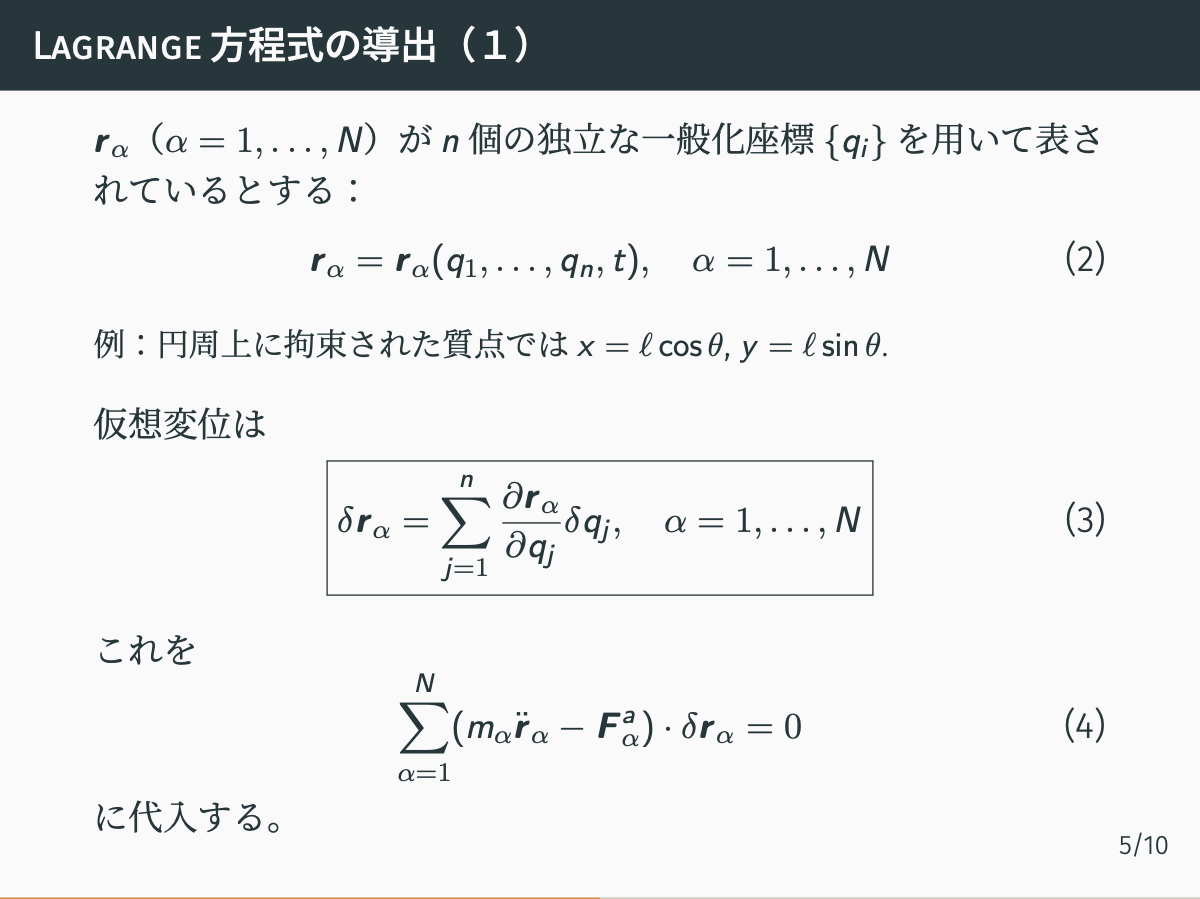 LAGRANGE 方程式の導出（１）
r_α（α = 1, . . . , N）が n 個の独立な一般化座標 {q_i} を用いて表さ
れているとする：
r_α = r_α(q_1, . . . , q_n, t), α = 1, . . . , N (2)
例：円周上に拘束された質点では x = ℓ cos θ, y = ℓ sin θ.
仮想変位は
δr_α = ∑_{j=1}^{n} ∂r_α/∂q_j δq_j, α = 1, . . . , N (3)
これを
∑_{α=1}^{N} (m_α r̈_α − F_α^a) · δr_α = 0 (4)
に代入する。
5/10